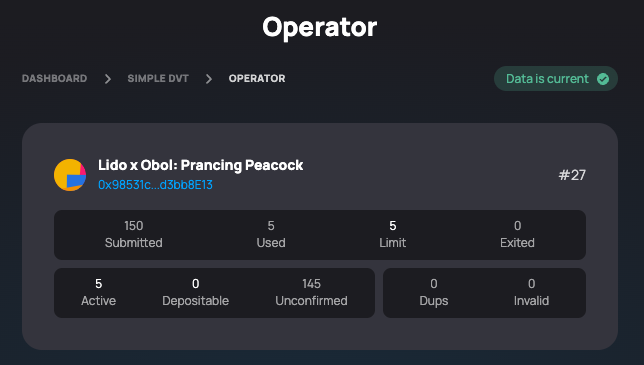 Operator
DASHBOARD > SIMPLE DVT > OPERATOR
Data is current
Lido x Obol: Prancing Peacock
0x98531c...d3bb8E13
#27
150 5 5 0
Submitted Used Limit Exited
5 0 145 0 0
Active Depositable Unconfirmed Dups Invalid